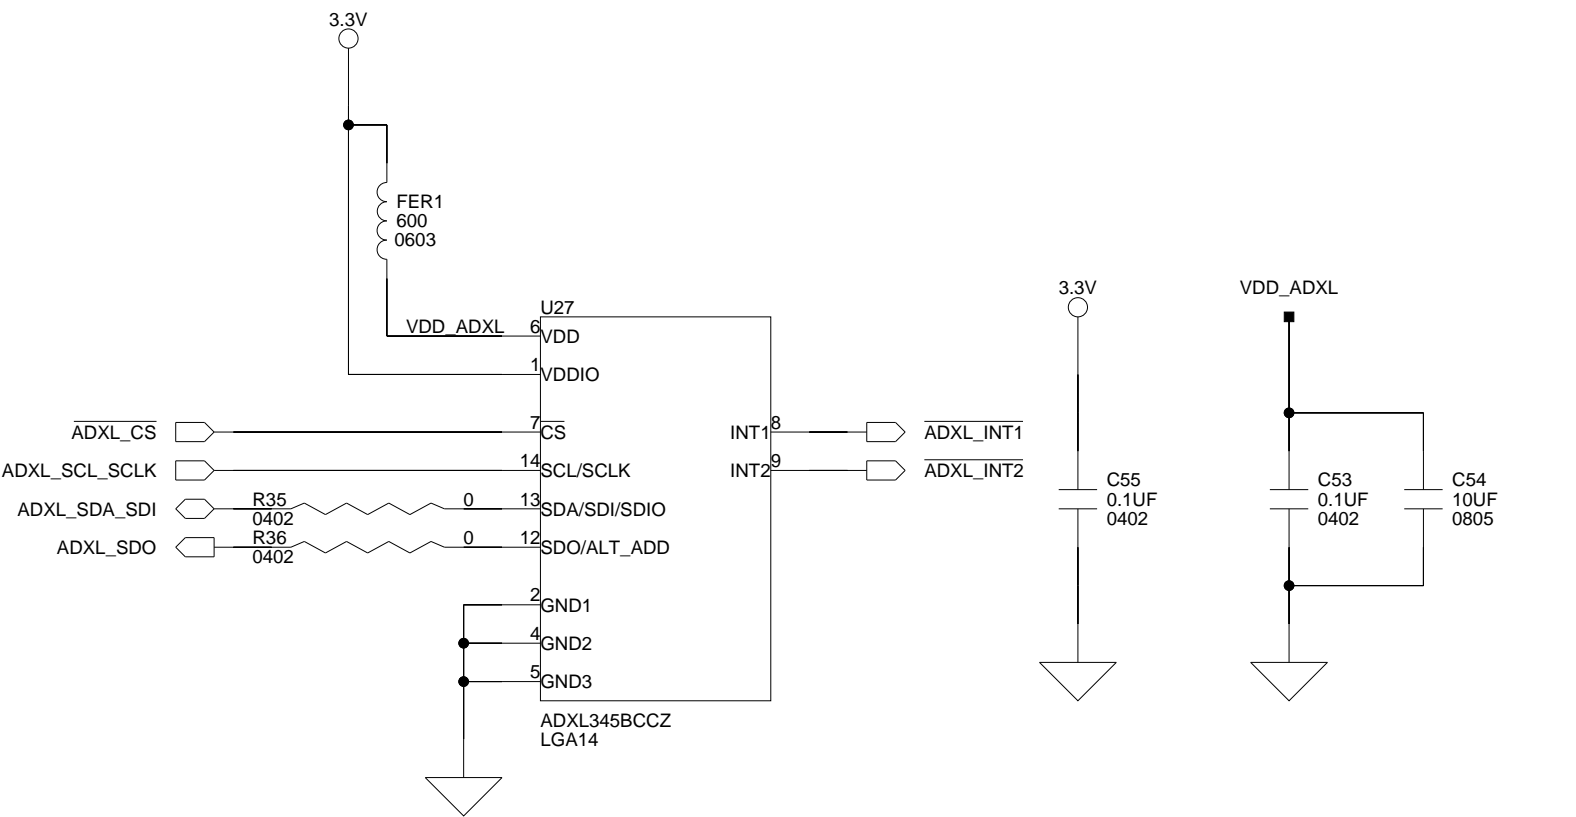 3.3V
FER1
600
0603
U27
VDD_ADXL
6
VDD
1
VDDIO
ADXL_CS
7
CS
ADXL_SCL_SCLK
14
SCL/SCLK
ADXL_SDA_SDI
R35
0402
0
13
SDA/SDI/SDIO
ADXL_SDO
R36
0402
0
12
SDO/ALT_ADD
2
GND1
4
GND2
5
GND3
INT1
8
ADXL_INT1
INT2
9
ADXL_INT2
ADXL345BCCZ
LGA14
3.3V
C55
0.1UF
0402
VDD_ADXL
C53
0.1UF
0402
C54
10UF
0805